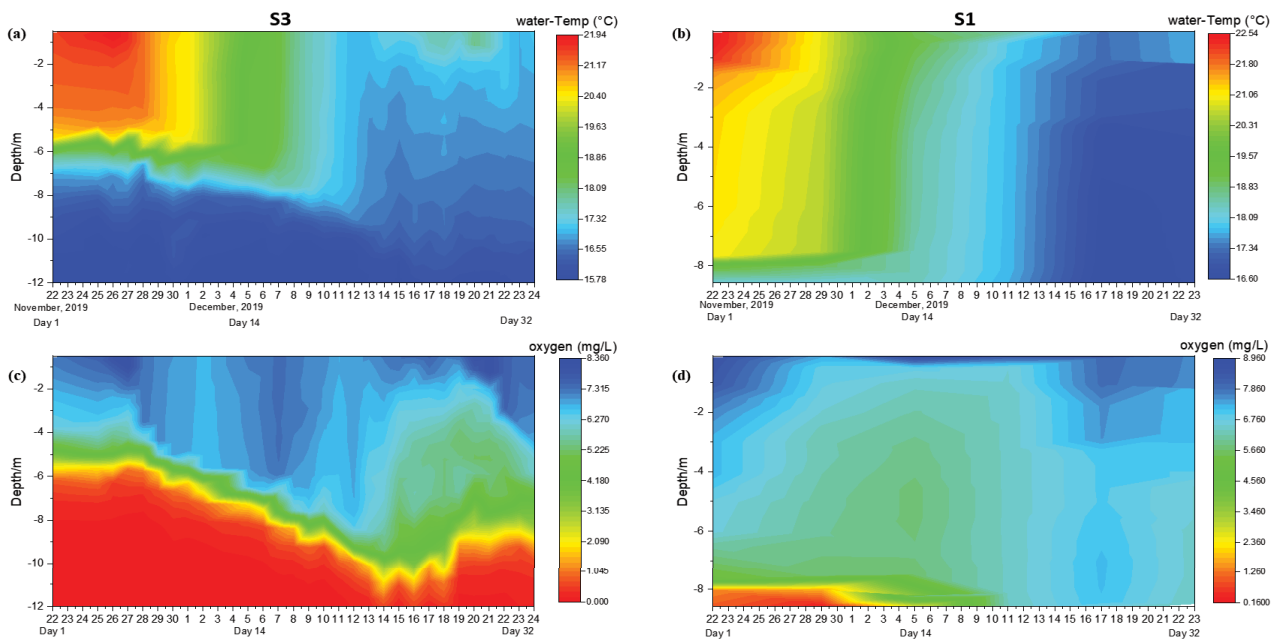 S3
water-Temp (°C)
(a)
Depth/m
-2
-4
-6
-8
-10
-12
21.94
21.17
20.40
19.63
18.86
18.09
17.32
16.55
15.78
22 23 24 25 26 27 28 29 30 1 2 3 4 5 6 7 8 9 10 11 12 13 14 15 16 17 18 19 20 21 22 23 24
November, 2019
December, 2019
Day 1
Day 14
Day 32
S1
water-Temp (°C)
(b)
Depth/m
-2
-4
-6
-8
22.54
21.80
21.06
20.31
19.57
18.83
18.09
17.34
16.60
22 23 24 25 26 27 28 29 30 1 2 3 4 5 6 7 8 9 10 11 12 13 14 15 16 17 18 19 20 21 22 23
November, 2019
December, 2019
Day 1
Day 14
Day 32
oxygen (mg/L)
(c)
Depth/m
-2
-4
-6
-8
-10
-12
8.360
7.315
6.270
5.225
4.180
3.135
2.090
1.045
0.000
22 23 24 25 26 27 28 29 30 1 2 3 4 5 6 7 8 9 10 11 12 13 14 15 16 17 18 19 20 21 22 23 24
Day 1
Day 14
Day 32
oxygen (mg/L)
(d)
Depth/m
-2
-4
-6
-8
8.960
7.860
6.760
5.660
4.560
3.460
2.360
1.260
0.1600
22 23 24 25 26 27 28 29 30 1 2 3 4 5 6 7 8 9 10 11 12 13 14 15 16 17 18 19 20 21 22 23
Day 1
Day 14
Day 32